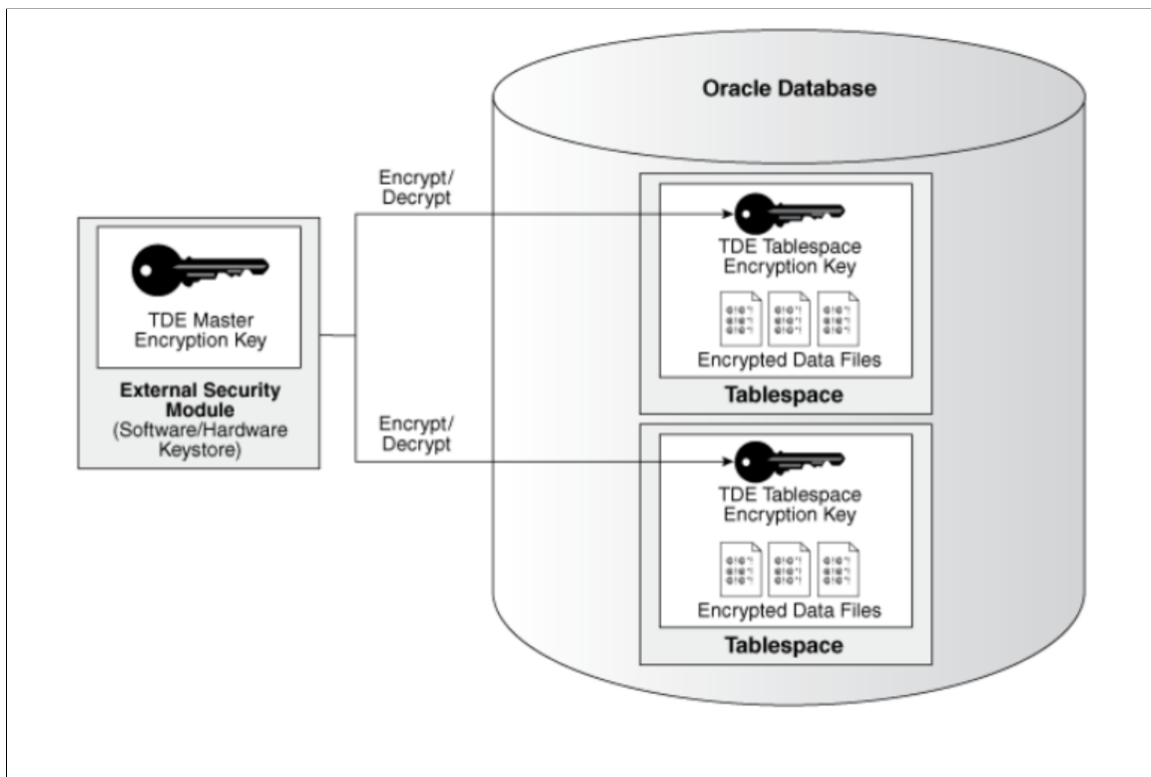 Oracle Database
Encrypt/
Decrypt
TDE Master
Encryption Key
External Security
Module
(Software/Hardware
Keystore)
TDE Tablespace
Encryption Key
Encrypted Data Files
Tablespace
Encrypt/
Decrypt
TDE Tablespace
Encryption Key
Encrypted Data Files
Tablespace